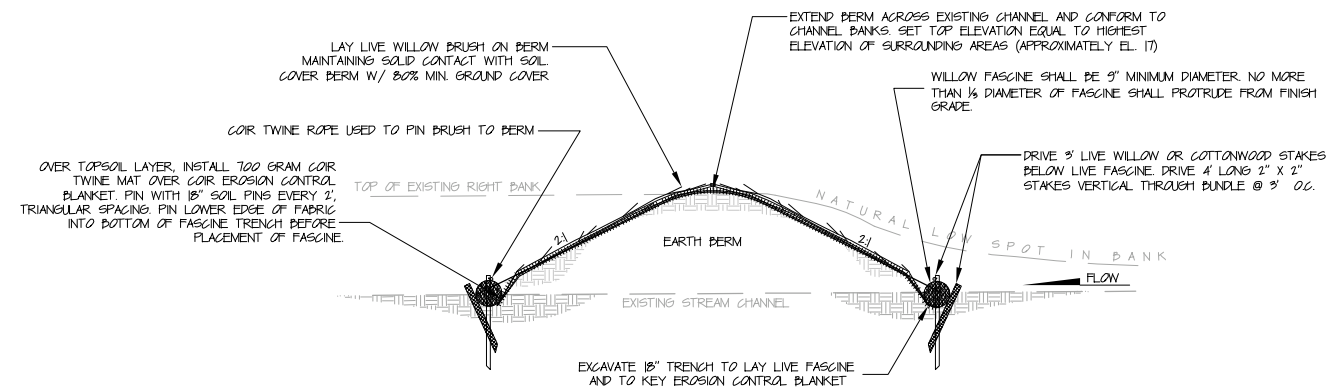 EXTEND BERM ACROSS EXISTING CHANNEL AND CONFORM TO
CHANNEL BANKS. SET TOP ELEVATION EQUAL TO HIGHEST
ELEVATION OF SURROUNDING AREAS (APPROXIMATELY EL. 17)
LAY LIVE WILLOW BRUSH ON BERM
MAINTAINING SOLID CONTACT WITH SOIL.
COVER BERM W/ 80% MIN. GROUND COVER
WILLOW FASCINE SHALL BE 9" MINIMUM DIAMETER. NO MORE
THAN ⅓ DIAMETER OF FASCINE SHALL PROTRUDE FROM FINISH
GRADE.
COIR TWINE ROPE USED TO PIN BRUSH TO BERM
DRIVE 3' LIVE WILLOW OR COTTONWOOD STAKES
BELOW LIVE FASCINE. DRIVE 4' LONG 2" X 2"
STAKES VERTICAL THROUGH BUNDLE @ 3' O.C.
OVER TOPSOIL LAYER, INSTALL 700 GRAM COIR
TWINE MAT OVER COIR EROSION CONTROL
BLANKET. PIN WITH 18" SOIL PINS EVERY 2',
TRIANGULAR SPACING. PIN LOWER EDGE OF FABRIC
INTO BOTTOM OF FASCINE TRENCH BEFORE
PLACEMENT OF FASCINE.
TOP OF EXISTING RIGHT BANK
NATURAL LOW SPOT IN BANK
2:1
EARTH BERM
2:1
FLOW
EXISTING STREAM CHANNEL
EXCAVATE 18" TRENCH TO LAY LIVE FASCINE
AND TO KEY EROSION CONTROL BLANKET